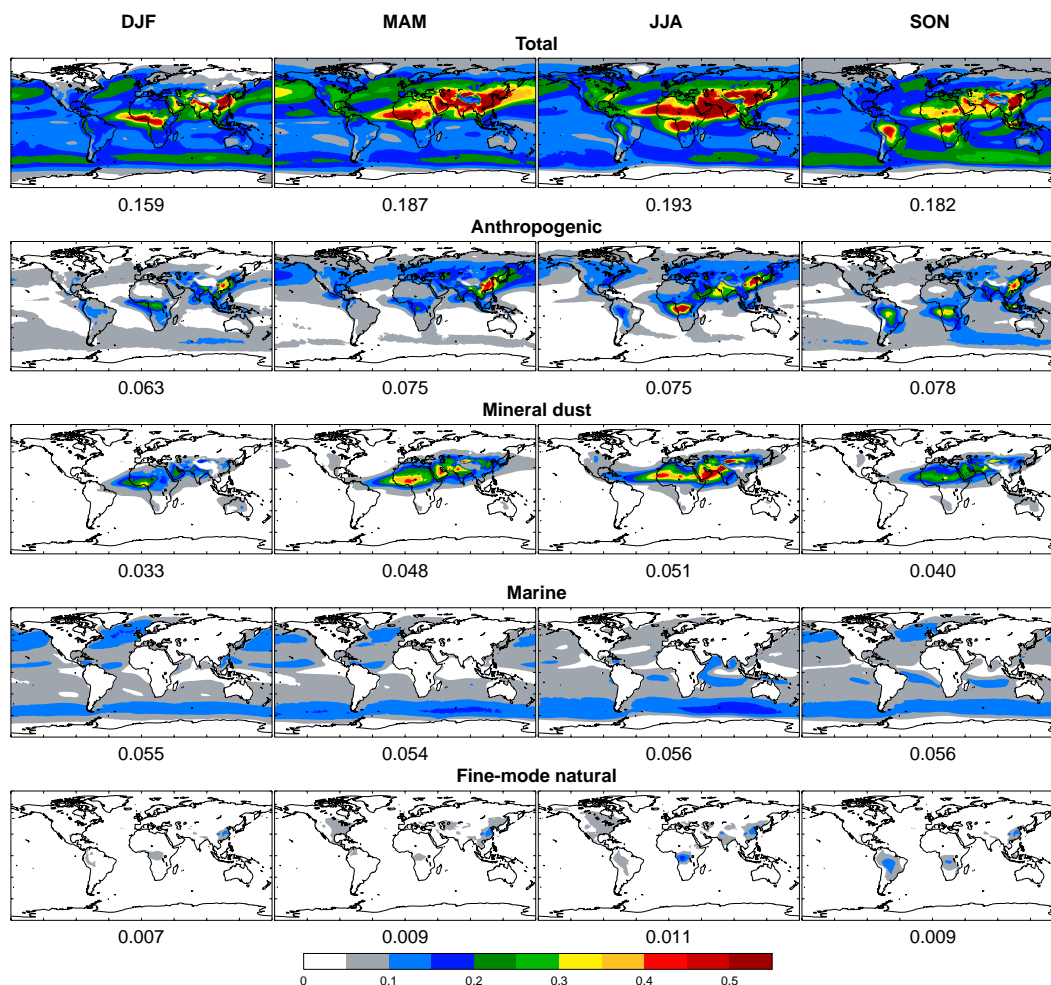 DJF MAM JJA SON
Total
0.159 0.187 0.193 0.182
Anthropogenic
0.063 0.075 0.075 0.078
Mineral dust
0.033 0.048 0.051 0.040
Marine
0.055 0.054 0.056 0.056
Fine-mode natural
0.007 0.009 0.011 0.009
0 0.1 0.2 0.3 0.4 0.5